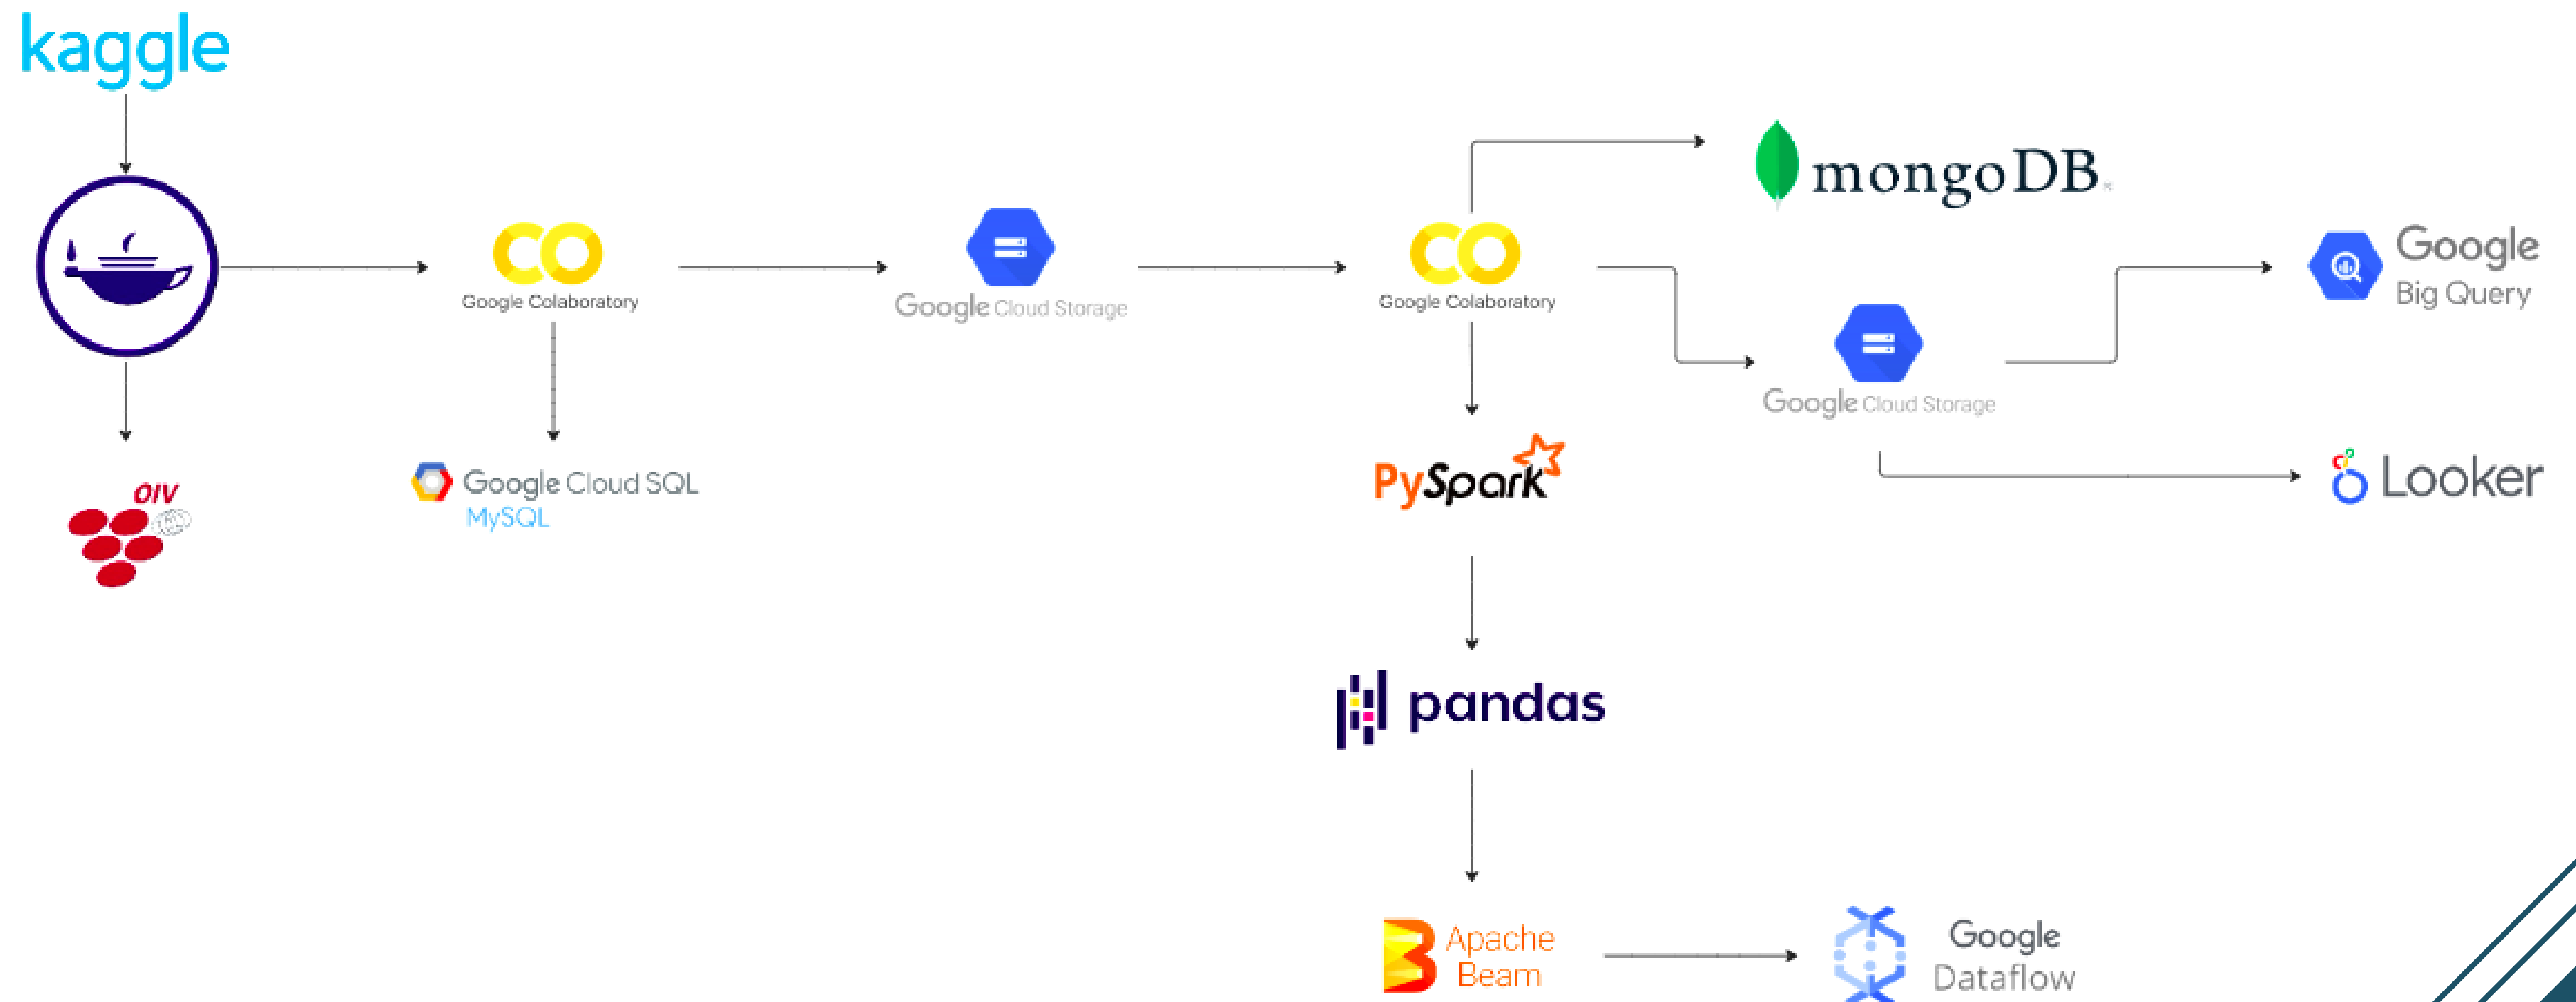 kaggle
mongoDB
Google Colaboratory
Google Cloud Storage
Google Colaboratory
Google
Big Query
Google Cloud Storage
OIV
Google Cloud SQL
MySQL
PySpark
Looker
pandas
Apache
Beam
Google
Dataflow